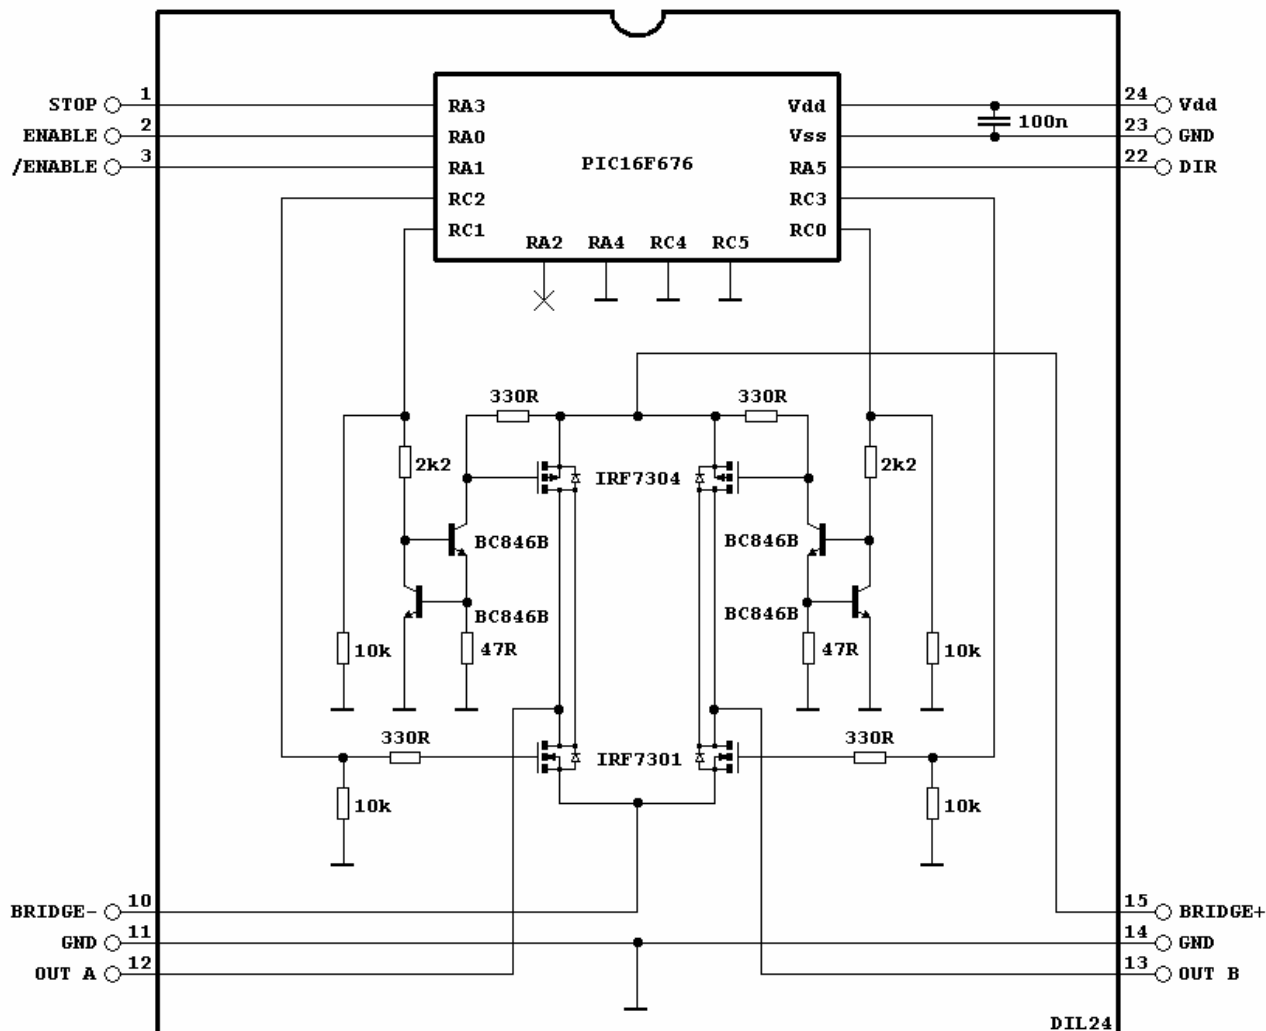 1 24
STOP RA3 Vdd Vdd
2 100n 23
ENABLE RA0 Vss GND
3 PIC16F676 22
/ENABLE RA1 RA5 DIR
RC2 RC3
RC1 RC0
RA2 RA4 RC4 RC5
330R 330R
2k2 IRF7304 2k2
BC846B BC846B
BC846B BC846B
10k 47R 47R 10k
330R 330R
IRF7301
10k 10k
10 15
BRIDGE- BRIDGE+
11 14
GND GND
12 13
OUT A OUT B
DIL24